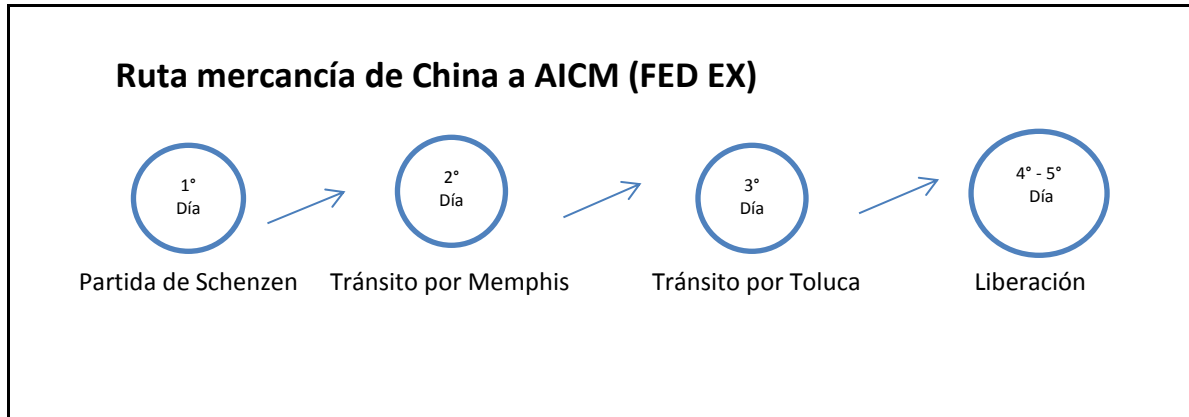 Ruta mercancía de China a AICM (FED EX)
1°
Día
2°
Día
3°
Día
4° - 5°
Día
Partida de Schenzen
Tránsito por Memphis
Tránsito por Toluca
Liberación